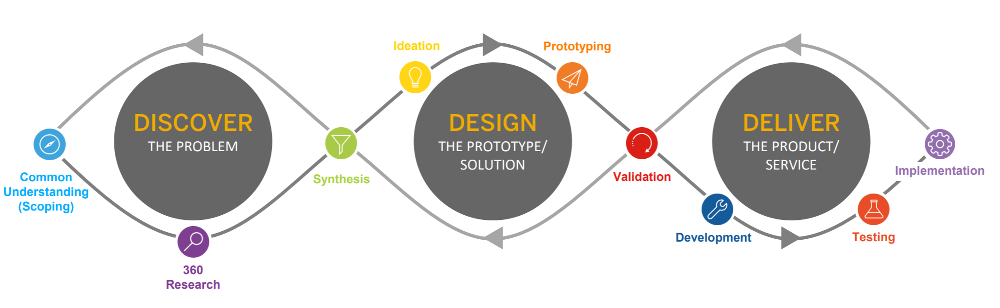 DISCOVER
THE PROBLEM
Common
Understanding
(Scoping)
360
Research
Synthesis
Ideation
Prototyping
DESIGN
THE PROTOTYPE/
SOLUTION
Validation
DELIVER
THE PRODUCT/
SERVICE
Development
Testing
Implementation